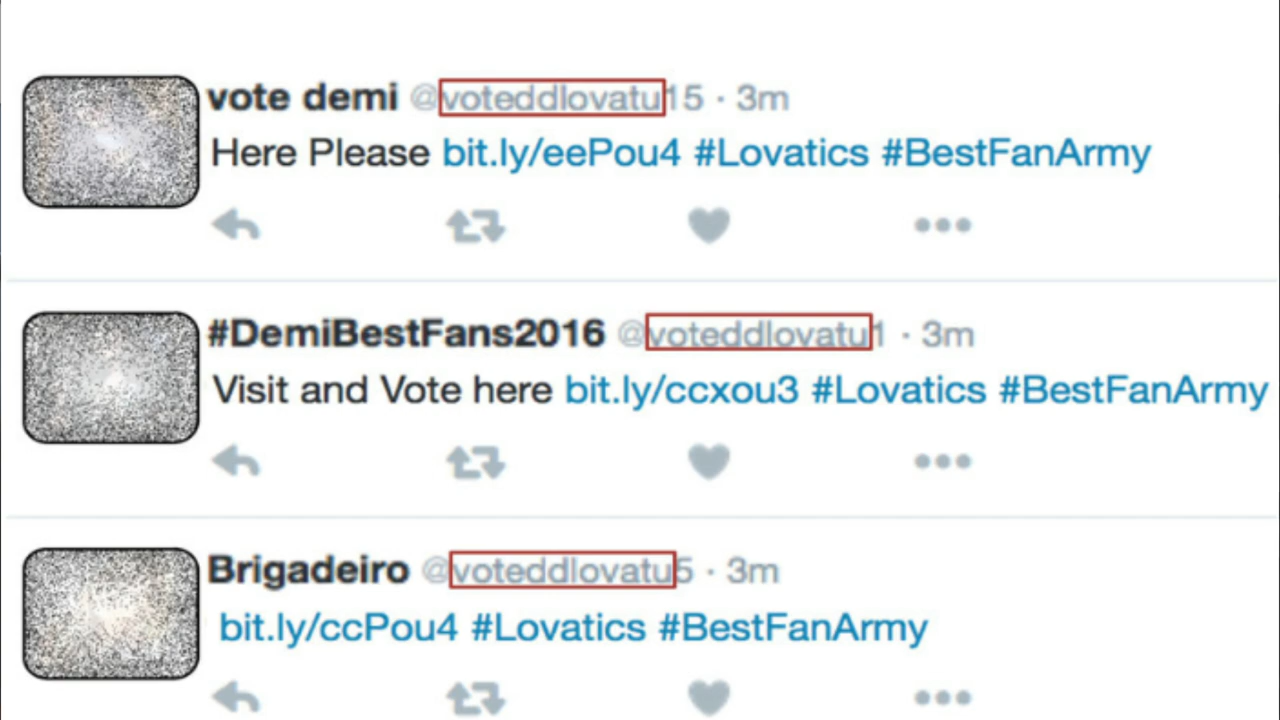 vote demi @voteddlovatu15 · 3m
Here Please bit.ly/eePou4 #Lovatics #BestFanArmy
#DemiBestFans2016 @voteddlovatu1 · 3m
Visit and Vote here bit.ly/ccxou3 #Lovatics #BestFanArmy
Brigadeiro @voteddlovatu5 · 3m
bit.ly/ccPou4 #Lovatics #BestFanArmy